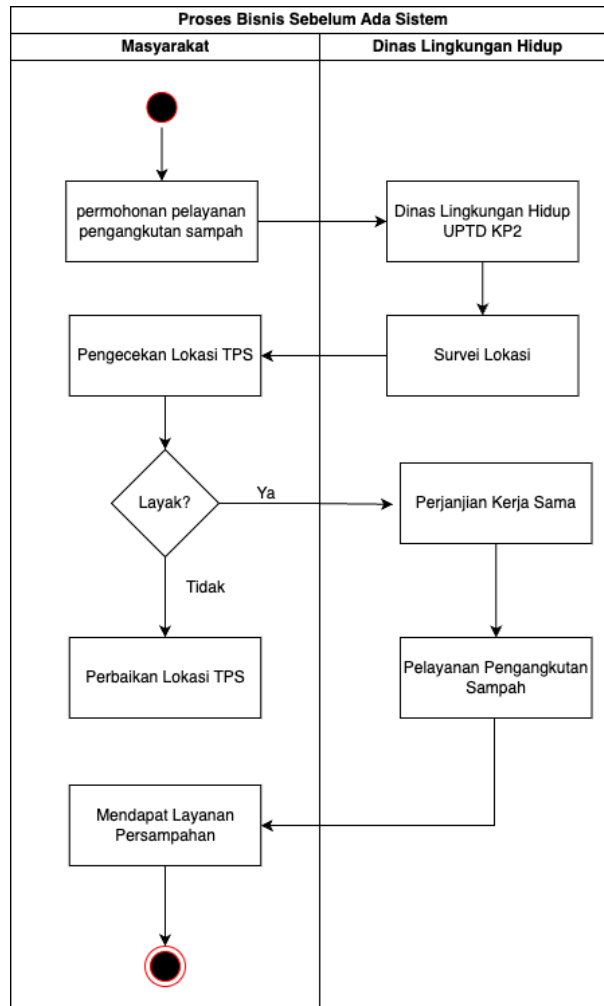 Proses Bisnis Sebelum Ada Sistem
Masyarakat
Dinas Lingkungan Hidup
permohonan pelayanan
pengangkutan sampah
Dinas Lingkungan Hidup
UPTD KP2
Pengecekan Lokasi TPS
Survei Lokasi
Layak?
Ya
Perjanjian Kerja Sama
Tidak
Perbaikan Lokasi TPS
Pelayanan Pengangkutan
Sampah
Mendapat Layanan
Persampahan